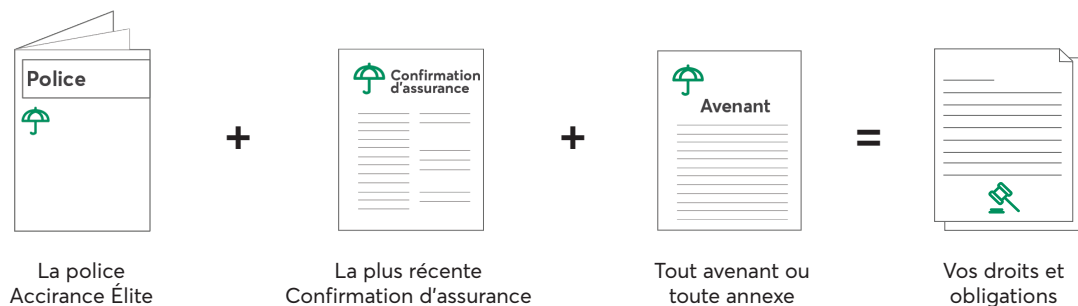 Police
Confirmation
d'assurance
Avenant
+
+
=
La police
Accirance Élite
La plus récente
Confirmation d'assurance
Tout avenant ou
toute annexe
Vos droits et
obligations